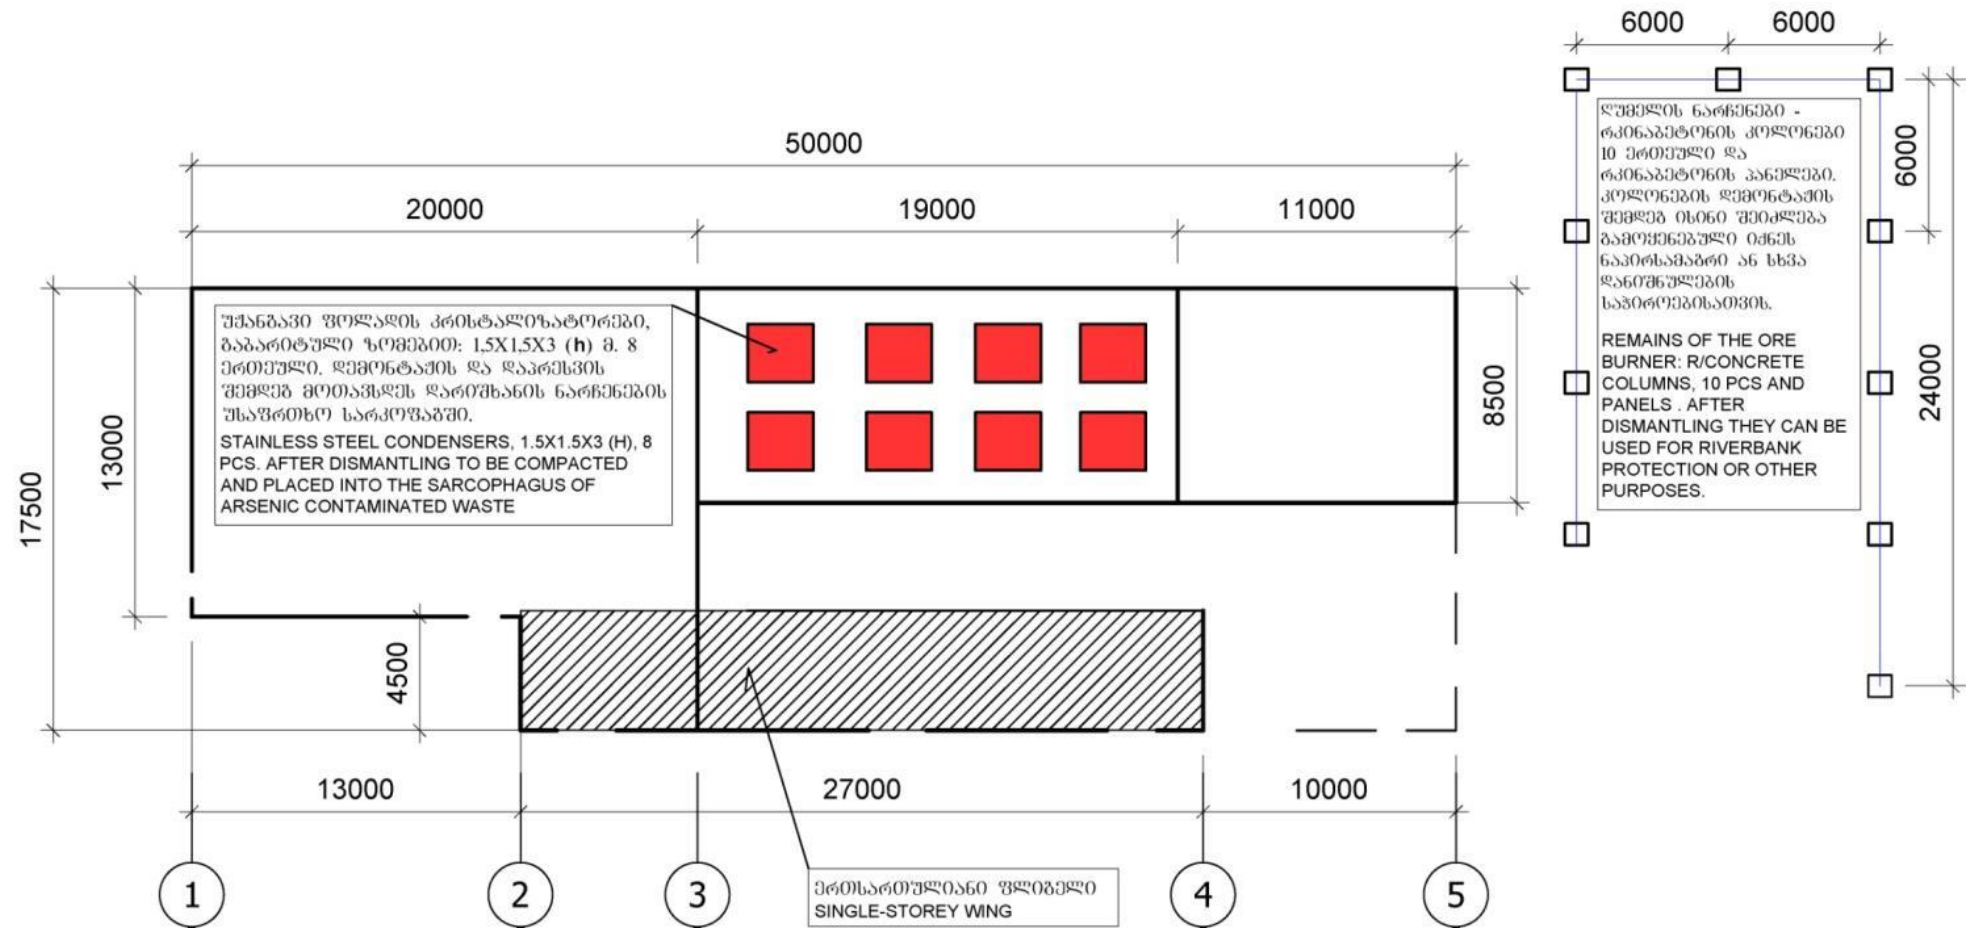 6000 6000
50000
20000 19000 11000
6000
24000
8500
13000
17500
4500
უჟანგავი ფოლადის კრისტალიზატორები,
გაბარიტული ზომებით: 1,5X1,5X3 (h) მ. 8
ერთეული. დემონტაჟის და დაპრესვის
შემდეგ მოთავსდეს დარიშხანის ნარჩენების
უსაფრთხო სარკოფაგში.
STAINLESS STEEL CONDENSERS, 1.5X1.5X3 (H), 8
PCS. AFTER DISMANTLING TO BE COMPACTED
AND PLACED INTO THE SARCOPHAGUS OF
ARSENIC CONTAMINATED WASTE
ღუმელის ნარჩენები -
რკინაბეტონის კოლონები
10 ერთეული და
რკინაბეტონის პანელები.
კოლონების დემონტაჟის
შემდეგ ისინი შეიძლება
გამოყენებული იქნეს
ნაპირსამაგრი ან სხვა
დანიშნულების
საჭიროებისათვის.
REMAINS OF THE ORE
BURNER: R/CONCRETE
COLUMNS, 10 PCS AND
PANELS . AFTER
DISMANTLING THEY CAN BE
USED FOR RIVERBANK
PROTECTION OR OTHER
PURPOSES.
13000 27000 10000
1 2 3 4 5
ერთსართულიანი ფლიგელი
SINGLE-STOREY WING